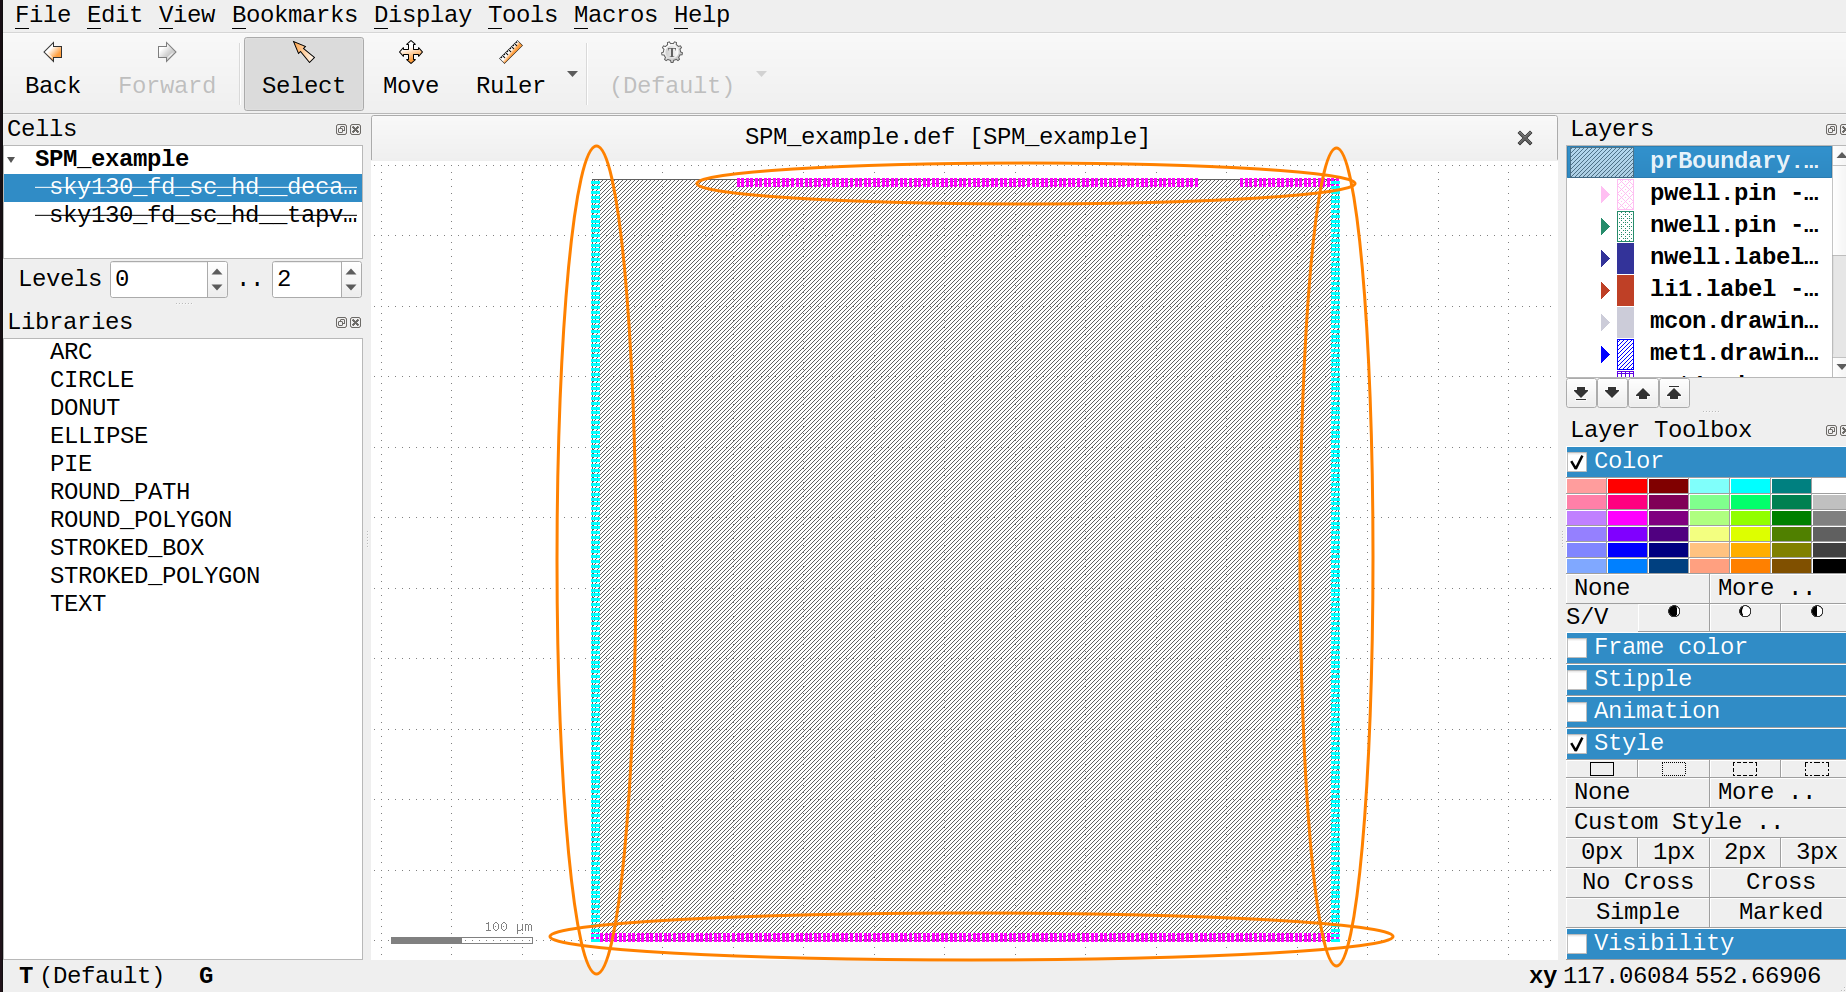 File Edit View Bookmarks Display Tools Macros Help
Back Forward Select Move Ruler (Default)
Cells
SPM_example
sky130_fd_sc_hd__deca…
sky130_fd_sc_hd__tapv…
Levels 0 .. 2
Libraries
ARC
CIRCLE
DONUT
ELLIPSE
PIE
ROUND_PATH
ROUND_POLYGON
STROKED_BOX
STROKED_POLYGON
TEXT
SPM_example.def [SPM_example]
100 µm
Layers
prBoundary.…
pwell.pin -…
nwell.pin -…
nwell.label…
li1.label -…
mcon.drawin…
met1.drawin…
Layer Toolbox
Color
None More ..
S/V
Frame color
Stipple
Animation
Style
None More ..
Custom Style ..
0px 1px 2px 3px
No Cross Cross
Simple Marked
Visibility
T (Default) G xy 117.06084 552.66906